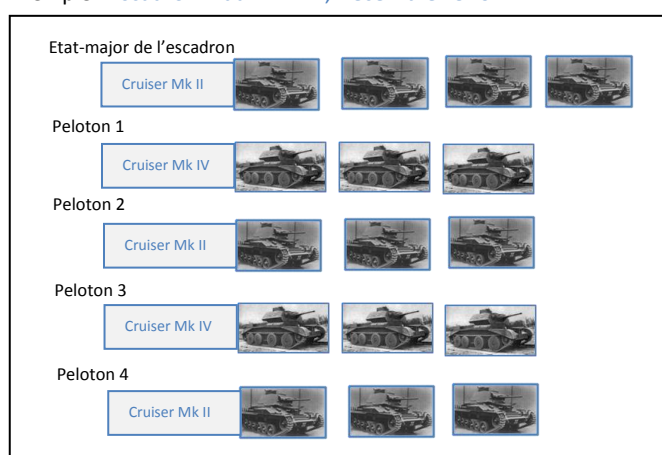 Etat-major de l'escadron
Cruiser Mk II
Peloton 1
Cruiser Mk IV
Peloton 2
Cruiser Mk II
Peloton 3
Cruiser Mk IV
Peloton 4
Cruiser Mk II